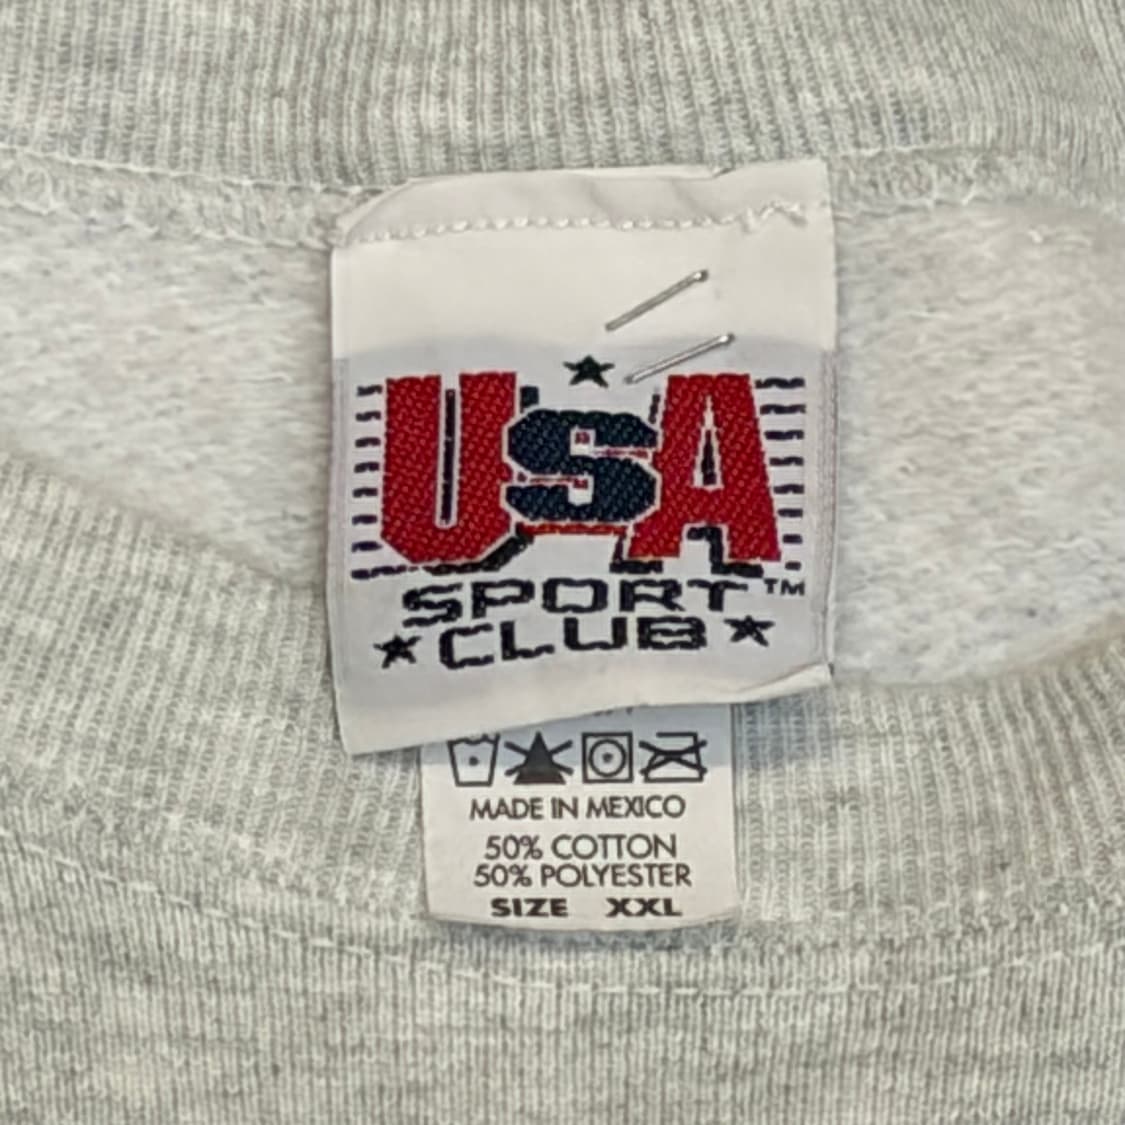 USA
SPORT™
CLUB
MADE IN MEXICO
50% COTTON
50% POLYESTER
SIZE XXL